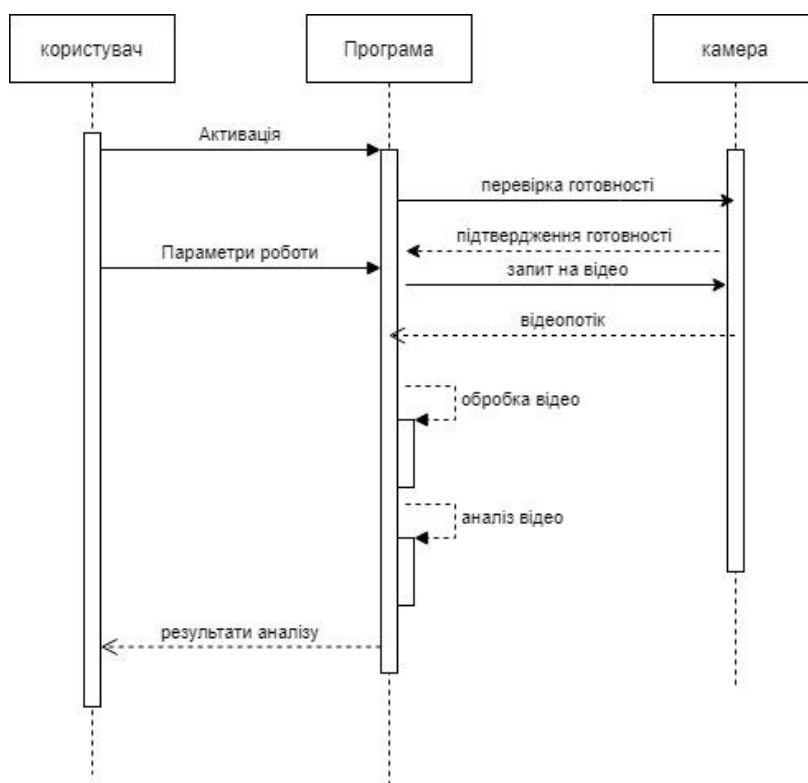 користувач
Програма
камера
Активація
перевірка готовності
підтвердження готовності
Параметри роботи
запит на відео
відеопотік
обробка відео
аналіз відео
результати аналізу